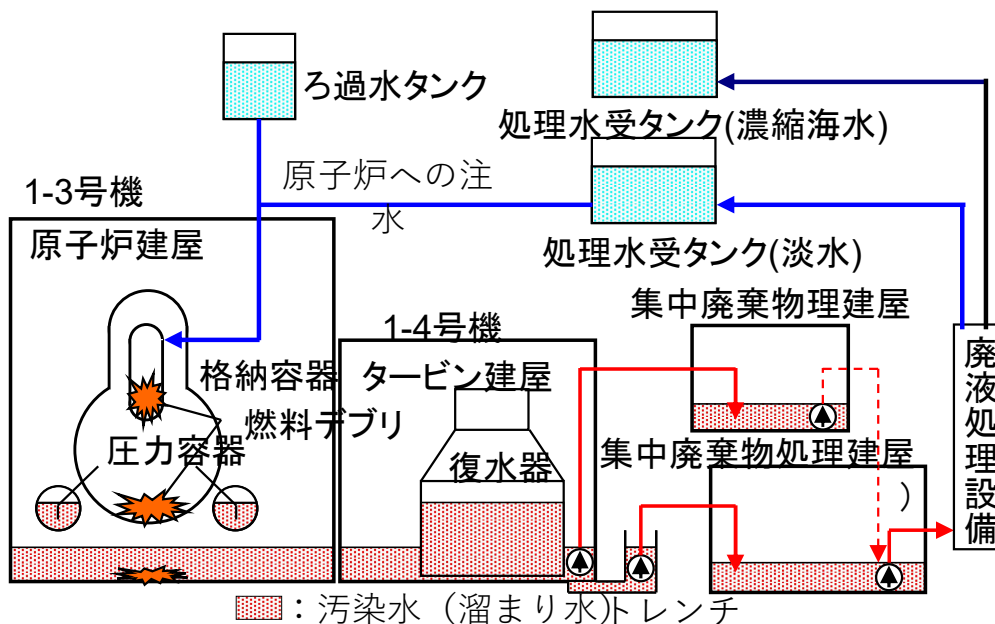 ろ過水タンク
処理水受タンク(濃縮海水)
原子炉への注
水
1-3号機
原子炉建屋
処理水受タンク(淡水)
集中廃棄物理建屋
1-4号機
格納容器
タービン建屋
燃料デブリ
圧力容器
復水器
集中廃棄物処理建屋
)
廃液処理設備
：汚染水（溜まり水）
トレンチ